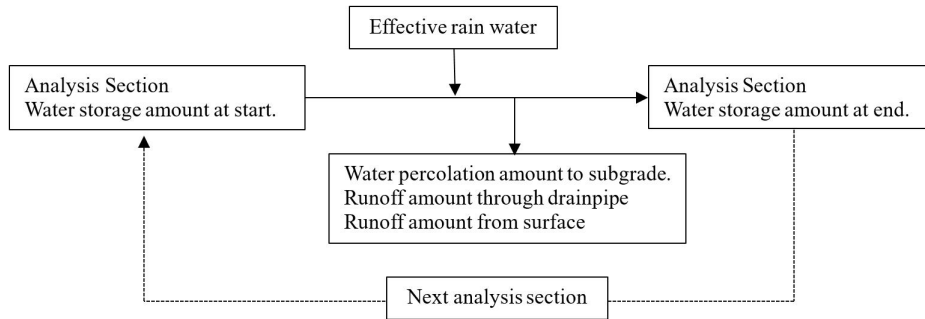 Effective rain water
Analysis Section
Water storage amount at start.
Analysis Section
Water storage amount at end.
Water percolation amount to subgrade.
Runoff amount through drainpipe
Runoff amount from surface
Next analysis section